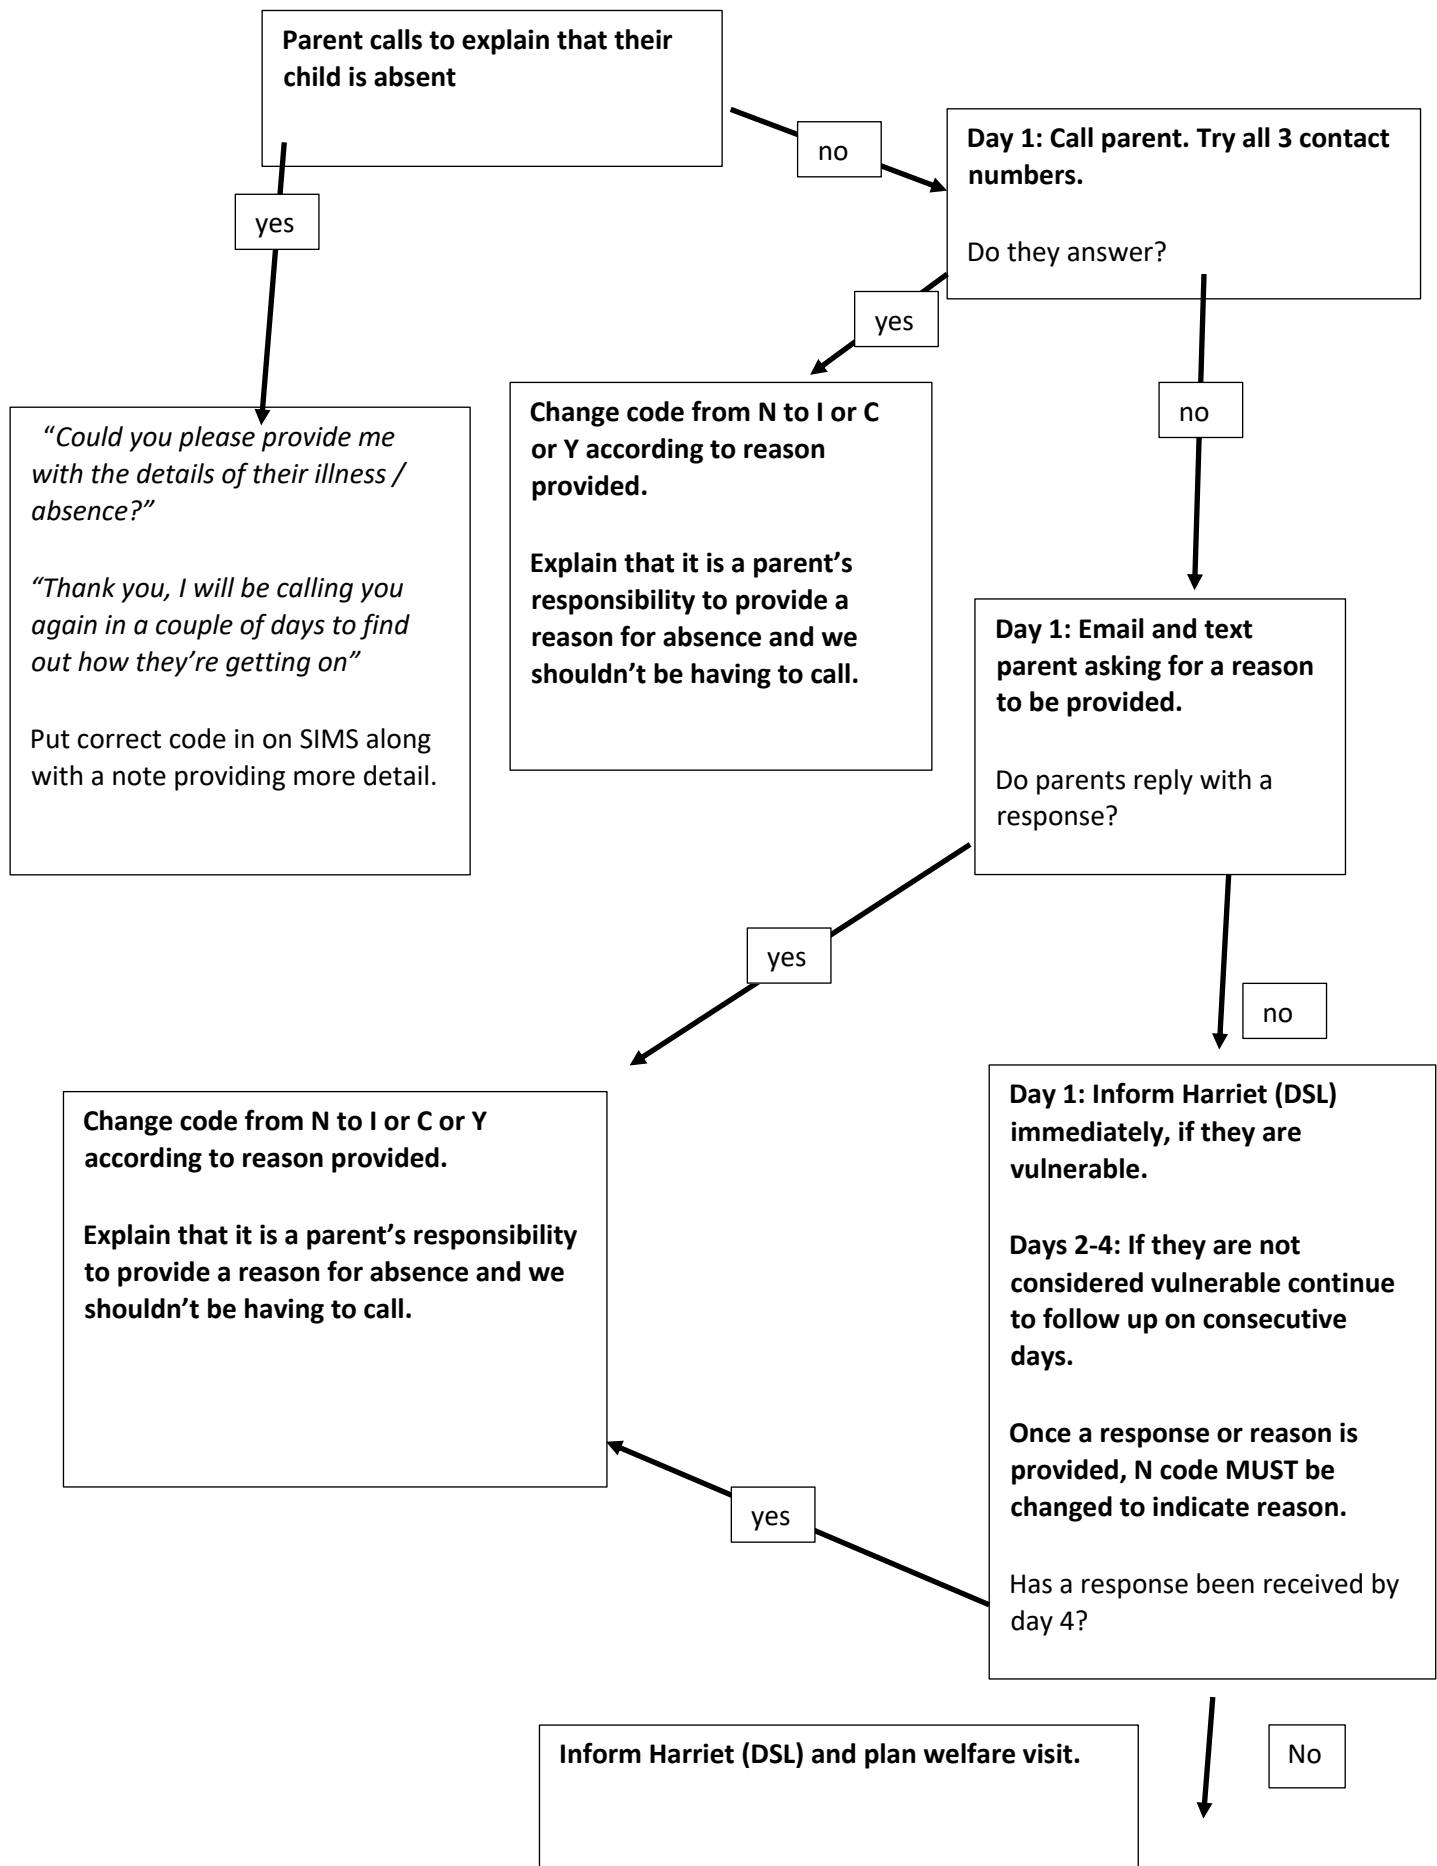 Parent calls to explain that their
child is absent
no
Day 1: Call parent. Try all 3 contact
numbers.
Do they answer?
yes
yes
Change code from N to I or C
or Y according to reason
provided.
Explain that it is a parent’s
responsibility to provide a
reason for absence and we
shouldn’t be having to call.
no
“Could you please provide me
with the details of their illness /
absence?”
“Thank you, I will be calling you
again in a couple of days to find
out how they’re getting on”
Put correct code in on SIMS along
with a note providing more detail.
Day 1: Email and text
parent asking for a reason
to be provided.
Do parents reply with a
response?
yes
no
Change code from N to I or C or Y
according to reason provided.
Explain that it is a parent’s responsibility
to provide a reason for absence and we
shouldn’t be having to call.
Day 1: Inform Harriet (DSL)
immediately, if they are
vulnerable.
Days 2-4: If they are not
considered vulnerable continue
to follow up on consecutive
days.
Once a response or reason is
provided, N code MUST be
changed to indicate reason.
Has a response been received by
day 4?
yes
No
Inform Harriet (DSL) and plan welfare visit.